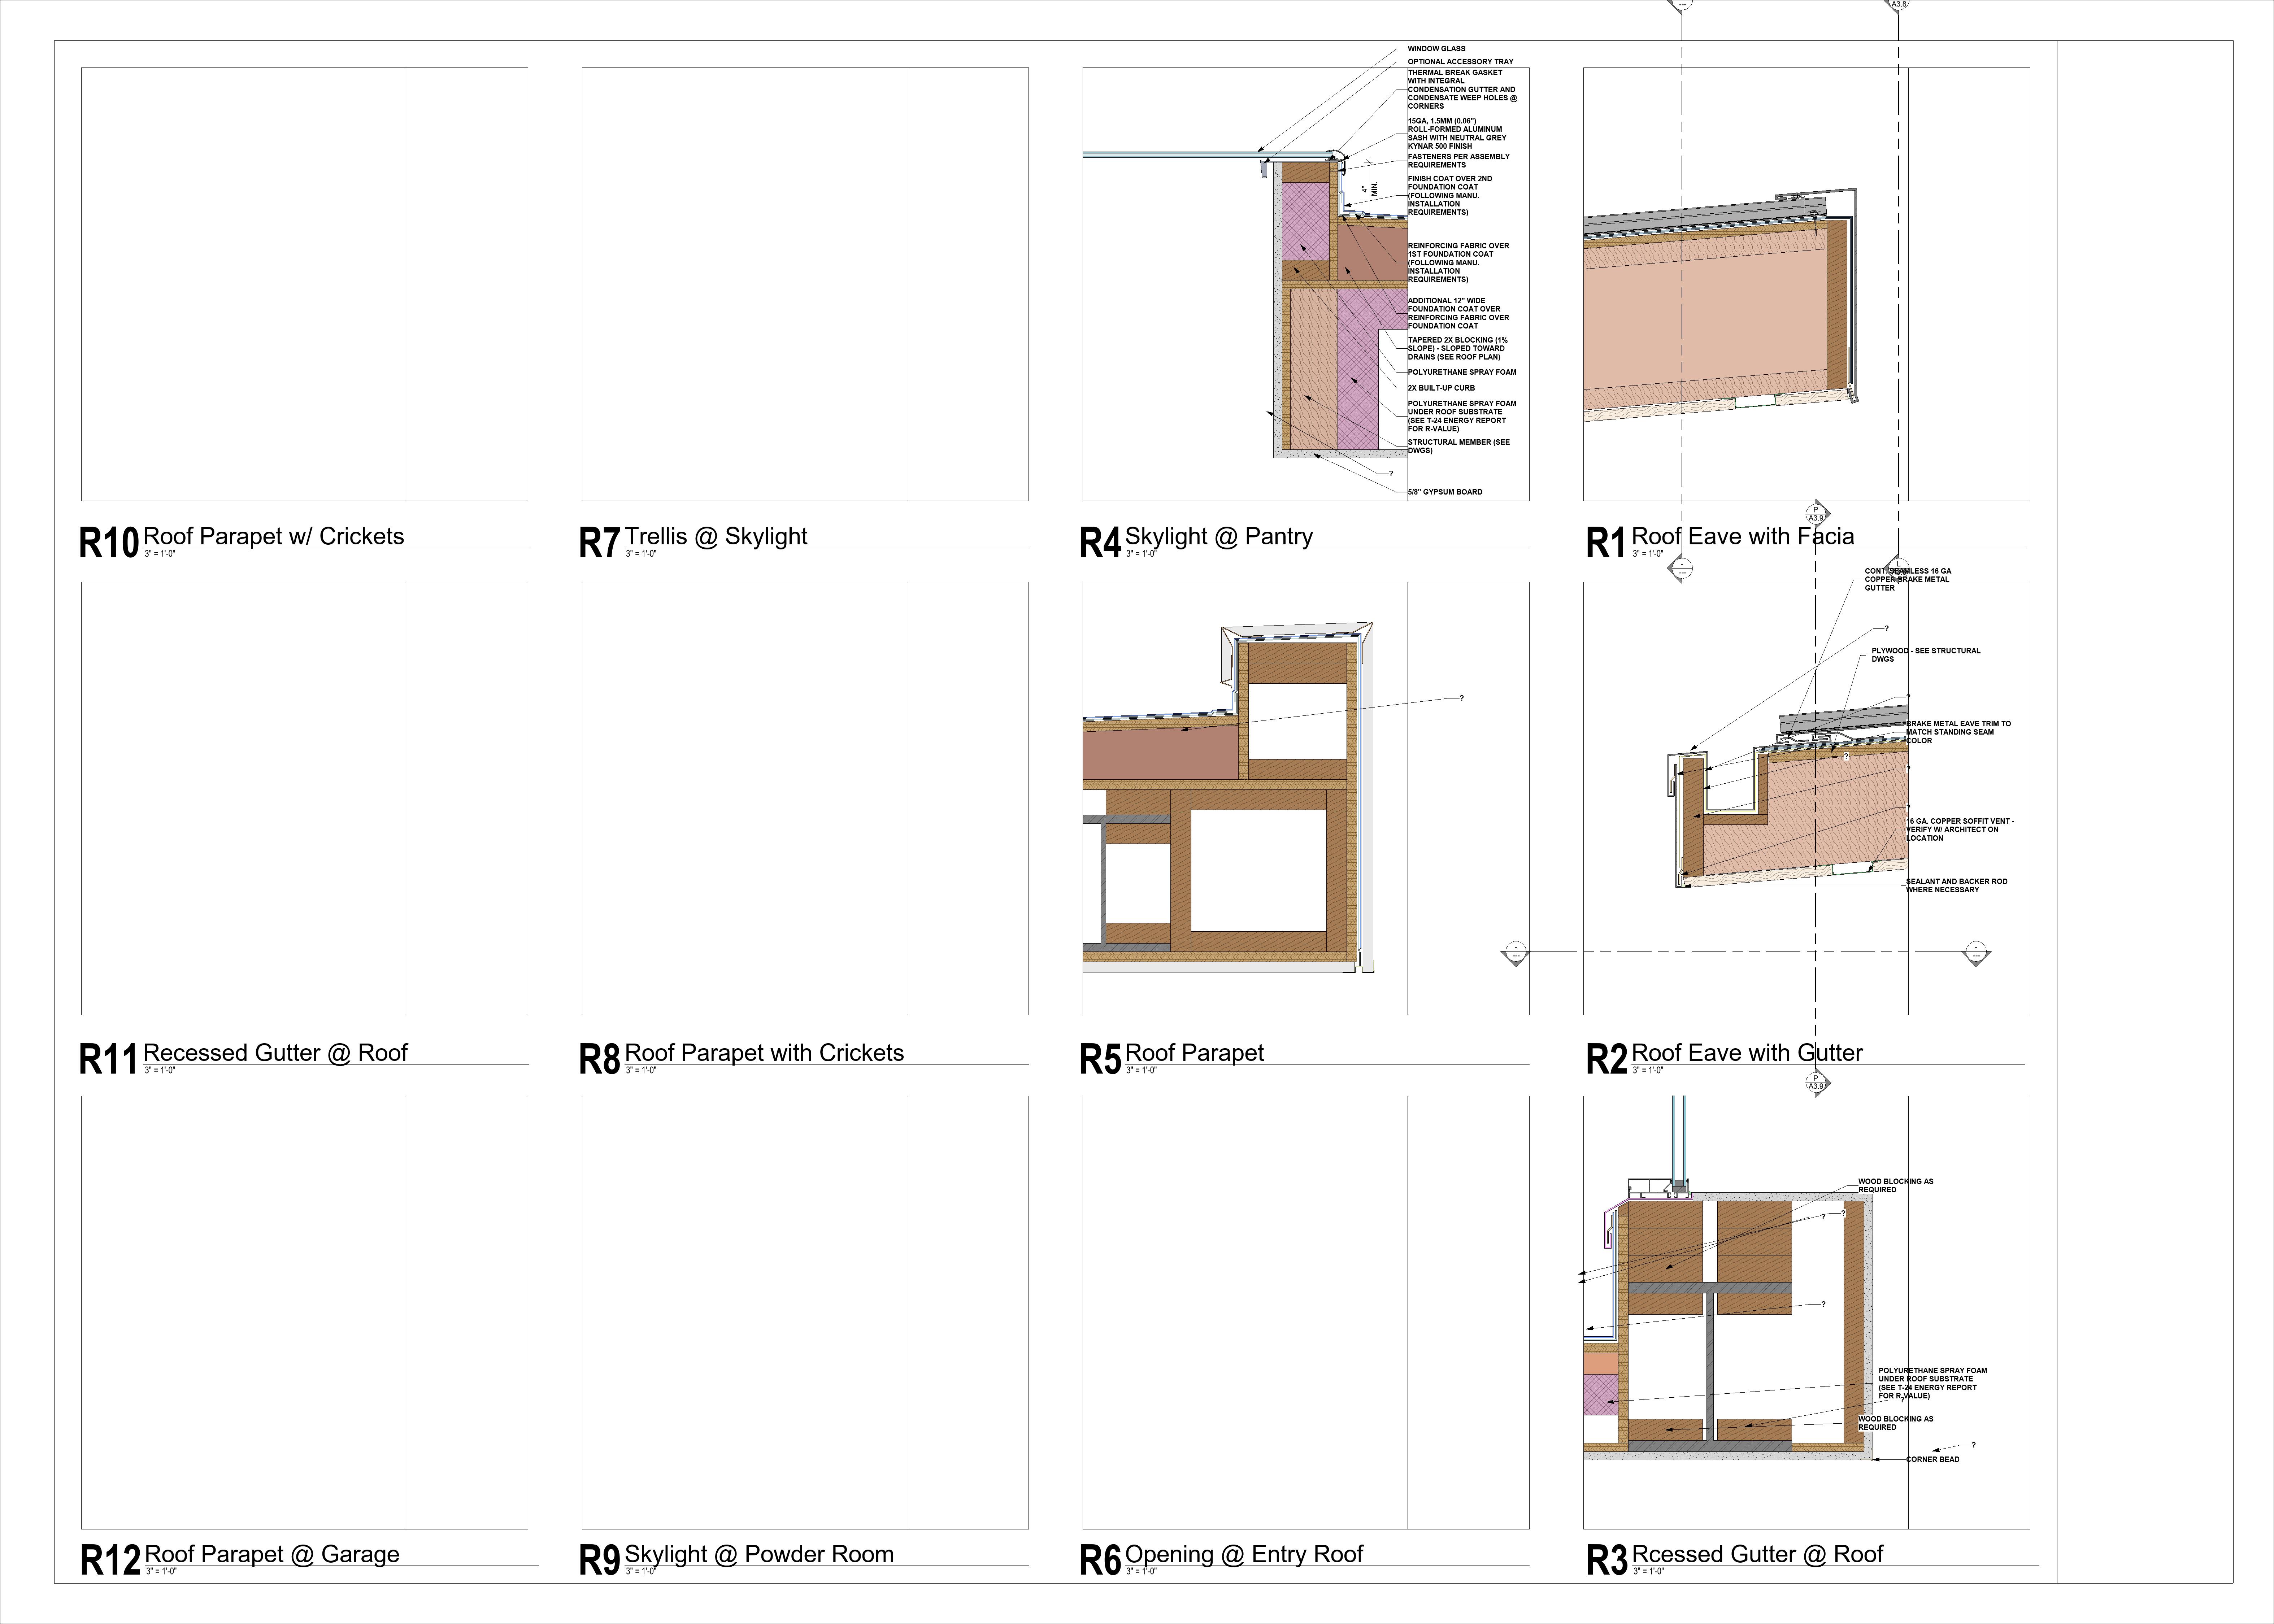 ---
A3.8
WINDOW GLASS
OPTIONAL ACCESSORY TRAY
THERMAL BREAK GASKET
WITH INTEGRAL
CONDENSATION GUTTER AND
CONDENSATE WEEP HOLES @
CORNERS
15GA, 1.5MM (0.06")
ROLL-FORMED ALUMINUM
SASH WITH NEUTRAL GREY
KYNAR 500 FINISH
FASTENERS PER ASSEMBLY
REQUIREMENTS
4"
MIN.
FINISH COAT OVER 2ND
FOUNDATION COAT
(FOLLOWING MANU.
INSTALLATION
REQUIREMENTS)
REINFORCING FABRIC OVER
1ST FOUNDATION COAT
(FOLLOWING MANU.
INSTALLATION
REQUIREMENTS)
ADDITIONAL 12" WIDE
FOUNDATION COAT OVER
REINFORCING FABRIC OVER
FOUNDATION COAT
TAPERED 2X BLOCKING (1%
SLOPE) - SLOPED TOWARD
DRAINS (SEE ROOF PLAN)
POLYURETHANE SPRAY FOAM
2X BUILT-UP CURB
POLYURETHANE SPRAY FOAM
UNDER ROOF SUBSTRATE
(SEE T-24 ENERGY REPORT
FOR R-VALUE)
STRUCTURAL MEMBER (SEE
DWGS)
?
5/8" GYPSUM BOARD
P
A3.9
R10 Roof Parapet w/ Crickets
3" = 1'-0"
R7 Trellis @ Skylight
3" = 1'-0"
R4 Skylight @ Pantry
3" = 1'-0"
R1 Roof Eave with Facia
3" = 1'-0"
-
---
L
CONT. SEAMLESS 16 GA
COPPER BRAKE METAL
GUTTER
?
PLYWOOD - SEE STRUCTURAL
DWGS
?
?
BRAKE METAL EAVE TRIM TO
MATCH STANDING SEAM
COLOR
?
?
?
16 GA. COPPER SOFFIT VENT -
VERIFY W/ ARCHITECT ON
LOCATION
SEALANT AND BACKER ROD
WHERE NECESSARY
-
---
-
---
R11 Recessed Gutter @ Roof
3" = 1'-0"
R8 Roof Parapet with Crickets
3" = 1'-0"
R5 Roof Parapet
3" = 1'-0"
R2 Roof Eave with Gutter
3" = 1'-0"
P
A3.9
WOOD BLOCKING AS
REQUIRED
?
?
?
POLYURETHANE SPRAY FOAM
UNDER ROOF SUBSTRATE
(SEE T-24 ENERGY REPORT
FOR R-VALUE)
?
WOOD BLOCKING AS
REQUIRED
?
CORNER BEAD
R12 Roof Parapet @ Garage
3" = 1'-0"
R9 Skylight @ Powder Room
3" = 1'-0"
R6 Opening @ Entry Roof
3" = 1'-0"
R3 Rcessed Gutter @ Roof
3" = 1'-0"